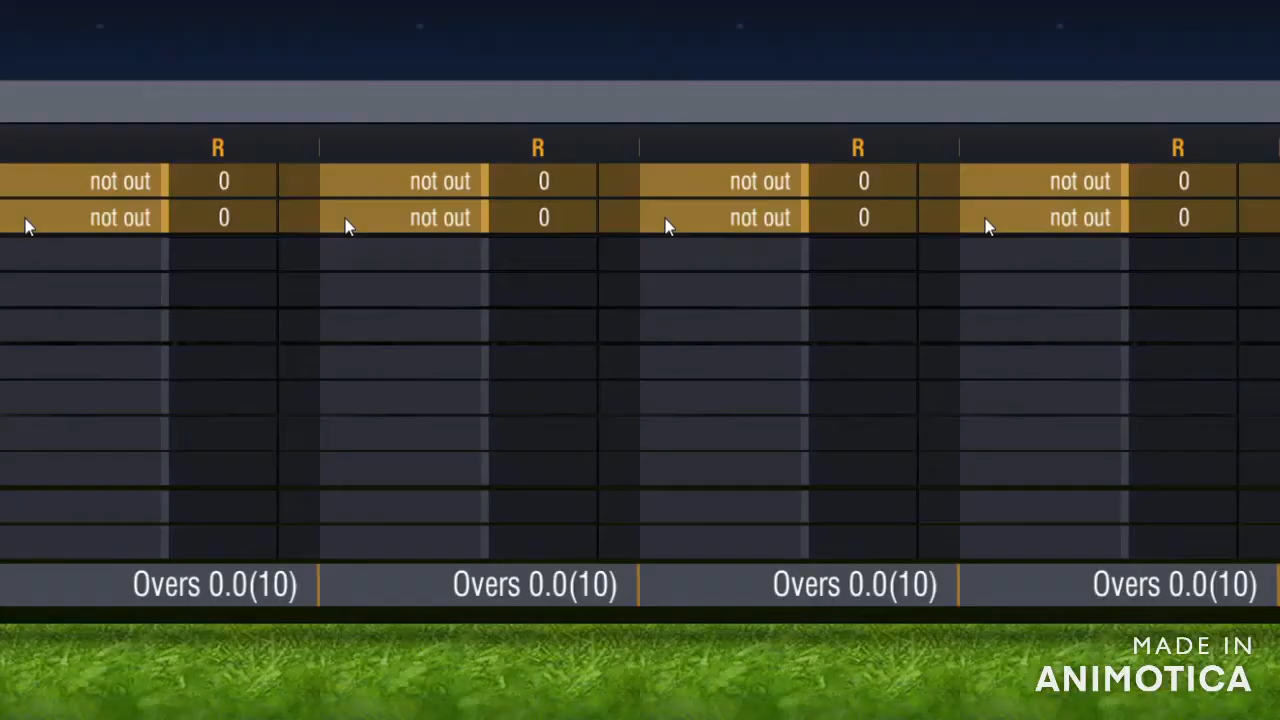 R R R R
not out 0 not out 0 not out 0 not out 0
not out 0 not out 0 not out 0 not out 0
Overs 0.0(10) Overs 0.0(10) Overs 0.0(10) Overs 0.0(10)
MADE IN
ANIMOTICA